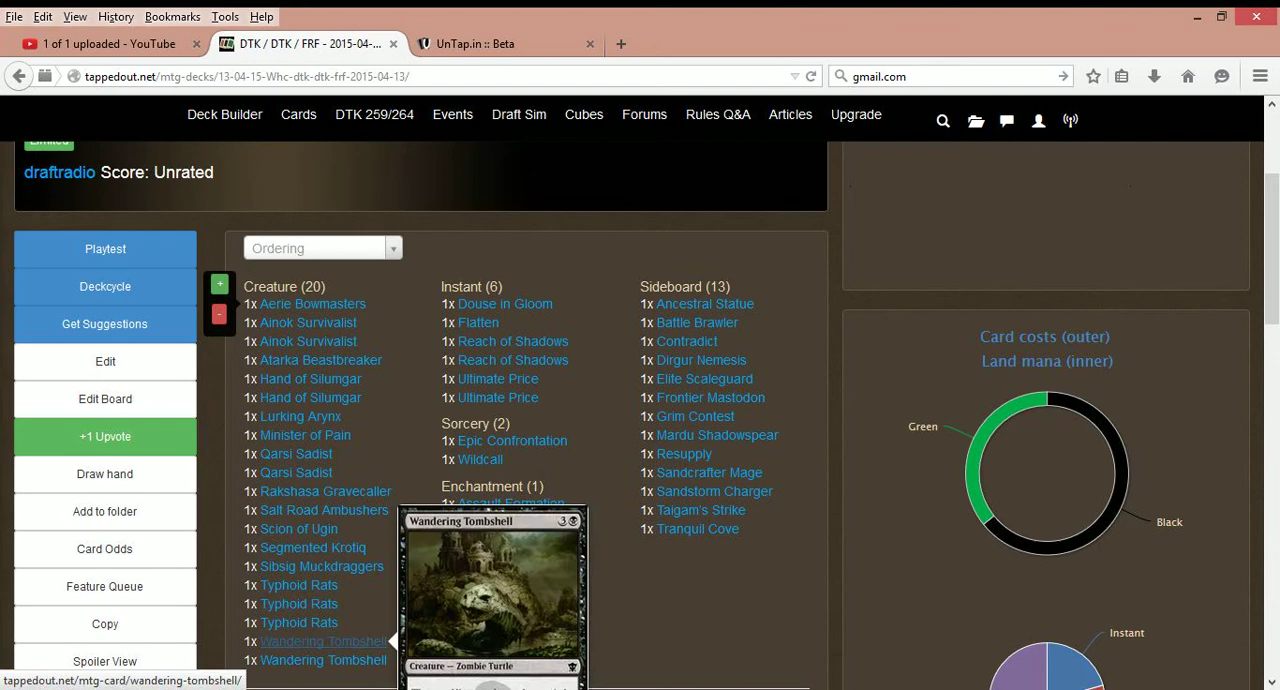 File Edit View History Bookmarks Tools Help
1 of 1 uploaded - YouTube
DTK / DTK / FRF - 2015-04-...
UnTap.in :: Beta
tappedout.net/mtg-decks/13-04-15-Whc-dtk-dtk-frf-2015-04-13/
gmail.com
Deck Builder Cards DTK 259/264 Events Draft Sim Cubes Forums Rules Q&A Articles Upgrade
Limited
draftradio Score: Unrated
Playtest
Deckcycle
Get Suggestions
Edit
Edit Board
+1 Upvote
Draw hand
Add to folder
Card Odds
Feature Queue
Copy
Spoiler View
+
-
Ordering
Creature (20)
1x Aerie Bowmasters
1x Ainok Survivalist
1x Ainok Survivalist
1x Atarka Beastbreaker
1x Hand of Silumgar
1x Hand of Silumgar
1x Lurking Arynx
1x Minister of Pain
1x Qarsi Sadist
1x Qarsi Sadist
1x Rakshasa Gravecaller
1x Salt Road Ambushers
1x Scion of Ugin
1x Segmented Krotiq
1x Sibsig Muckdraggers
1x Typhoid Rats
1x Typhoid Rats
1x Typhoid Rats
1x Wandering Tombshell
1x Wandering Tombshell
Instant (6)
1x Douse in Gloom
1x Flatten
1x Reach of Shadows
1x Reach of Shadows
1x Ultimate Price
1x Ultimate Price
Sorcery (2)
1x Epic Confrontation
1x Wildcall
Enchantment (1)
1x Assault Formation
Wandering Tombshell 3
Creature — Zombie Turtle
Sideboard (13)
1x Ancestral Statue
1x Battle Brawler
1x Contradict
1x Dirgur Nemesis
1x Elite Scaleguard
1x Frontier Mastodon
1x Grim Contest
1x Mardu Shadowspear
1x Resupply
1x Sandcrafter Mage
1x Sandstorm Charger
1x Taigam's Strike
1x Tranquil Cove
Card costs (outer)
Land mana (inner)
Green
Black
Instant
tappedout.net/mtg-card/wandering-tombshell/